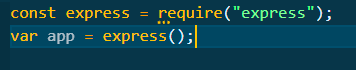 const express = require("express");
var app = express();